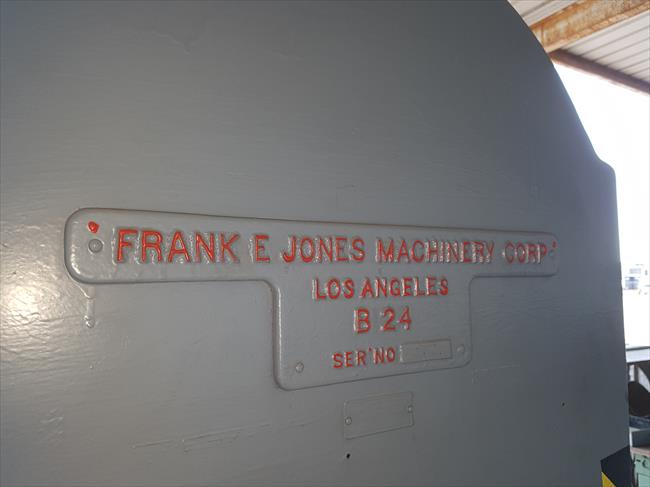 FRANK E JONES MACHINERY CORP.
LOS ANGELES
B 24
SER'NO